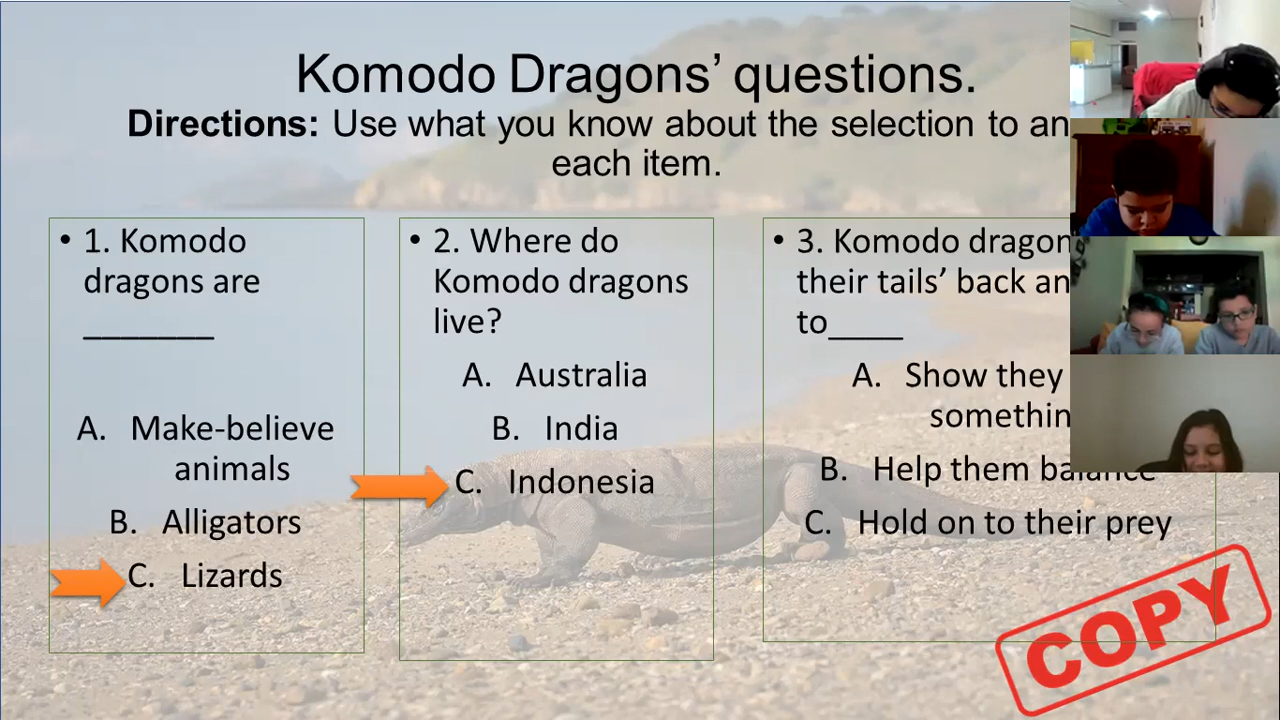 Komodo Dragons’ questions.
Directions: Use what you know about the selection to an
each item.
• 1. Komodo
dragons are
_______
A. Make-believe
animals
B. Alligators
C. Lizards
• 2. Where do
Komodo dragons
live?
A. Australia
B. India
C. Indonesia
• 3. Komodo dragon
their tails’ back an
to____
A. Show they
somethin
B. Help them balance
C. Hold on to their prey
COPY